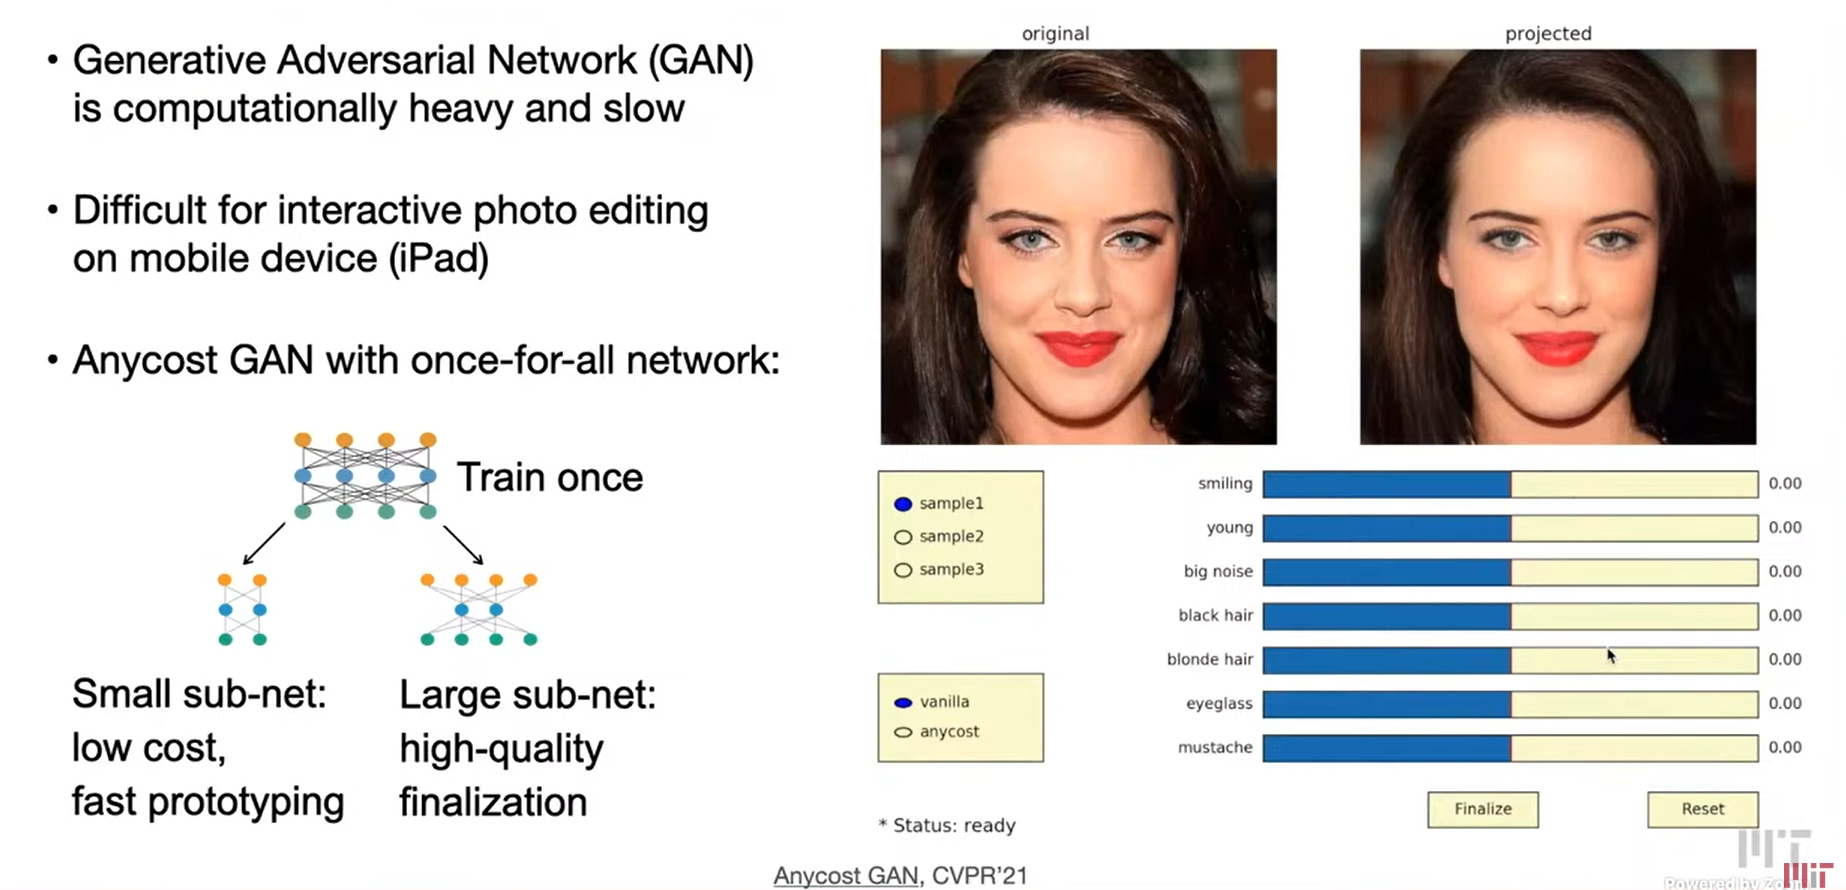 • Generative Adversarial Network (GAN)
is computationally heavy and slow
• Difficult for interactive photo editing
on mobile device (iPad)
• Anycost GAN with once-for-all network:
Train once
Small sub-net:
low cost,
fast prototyping
Large sub-net:
high-quality
finalization
original
projected
sample1
sample2
sample3
vanilla
anycost
* Status: ready
smiling 0.00
young 0.00
big noise 0.00
black hair 0.00
blonde hair 0.00
eyeglass 0.00
mustache 0.00
Finalize
Reset
Anycost GAN, CVPR'21
MIT
MIT
Powered by